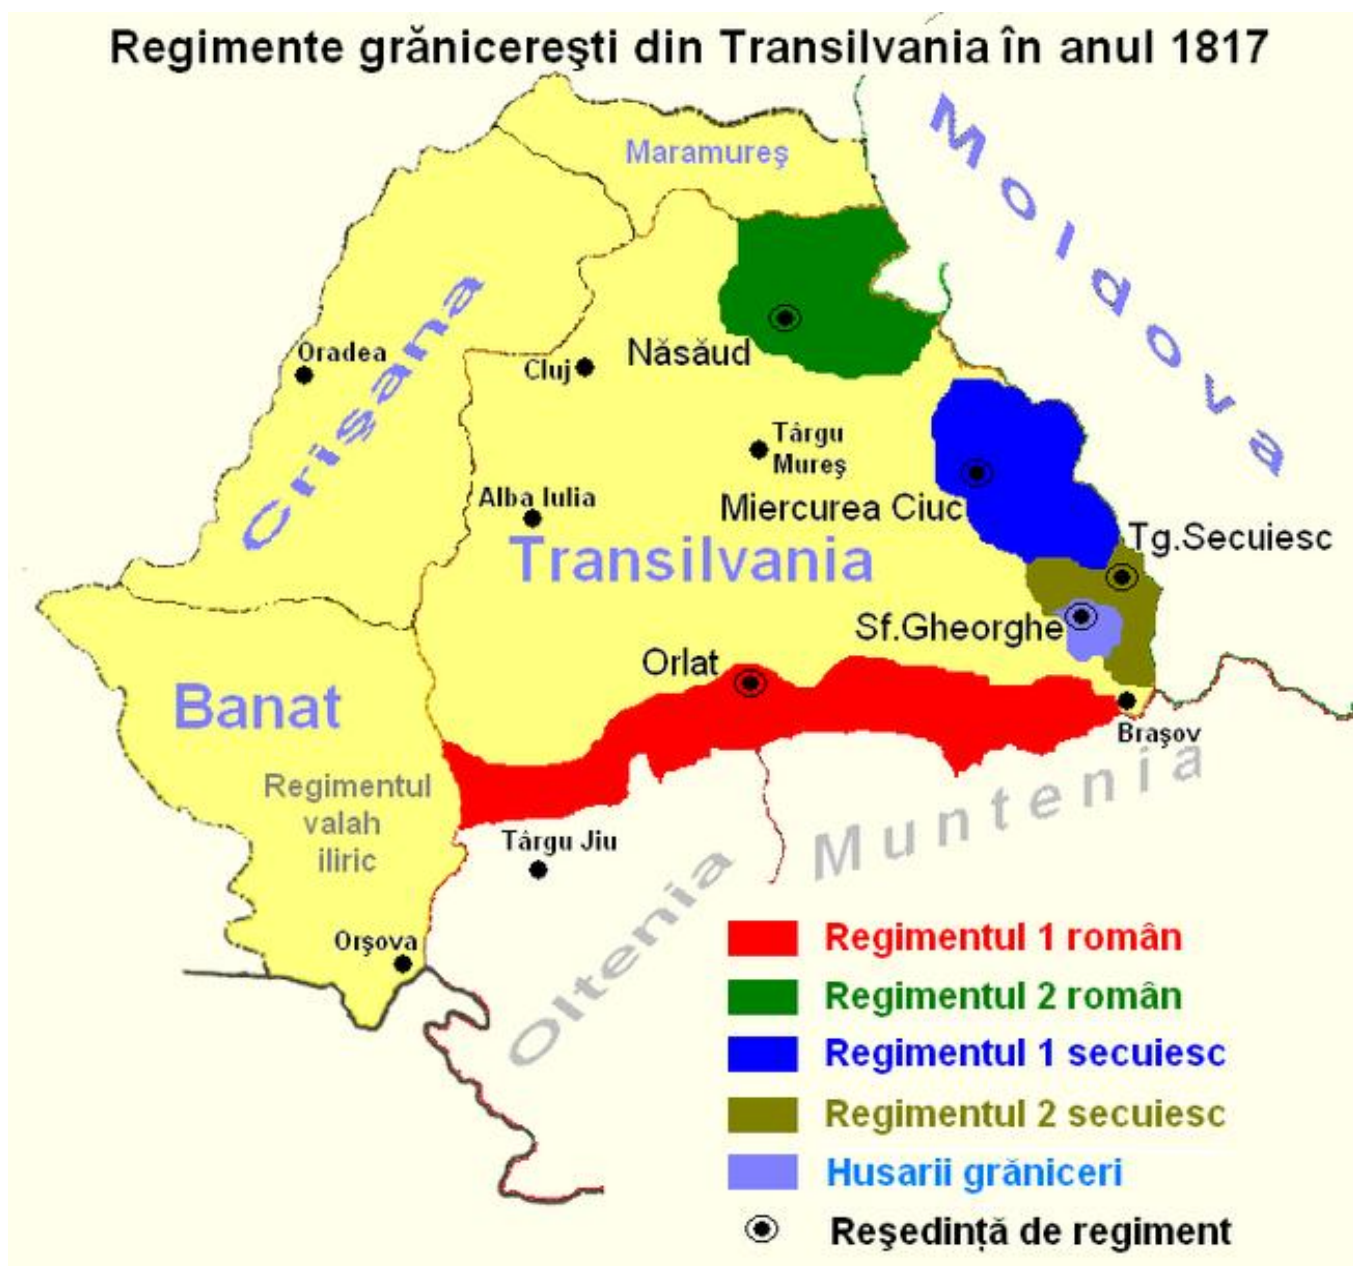 Regimente grănicereşti din Transilvania în anul 1817
Maramureş
Moldova
Crişana
Oradea
Cluj
Năsăud
Târgu
Mureş
Alba Iulia
Miercurea Ciuc
Transilvania
Tg.Secuiesc
Sf.Gheorghe
Orlat
Banat
Braşov
Regimentul
valah
iliric
Târgu Jiu
Muntenia
Oltenia
Orşova
Regimentul 1 român
Regimentul 2 român
Regimentul 1 secuiesc
Regimentul 2 secuiesc
Husarii grăniceri
Reşedință de regiment